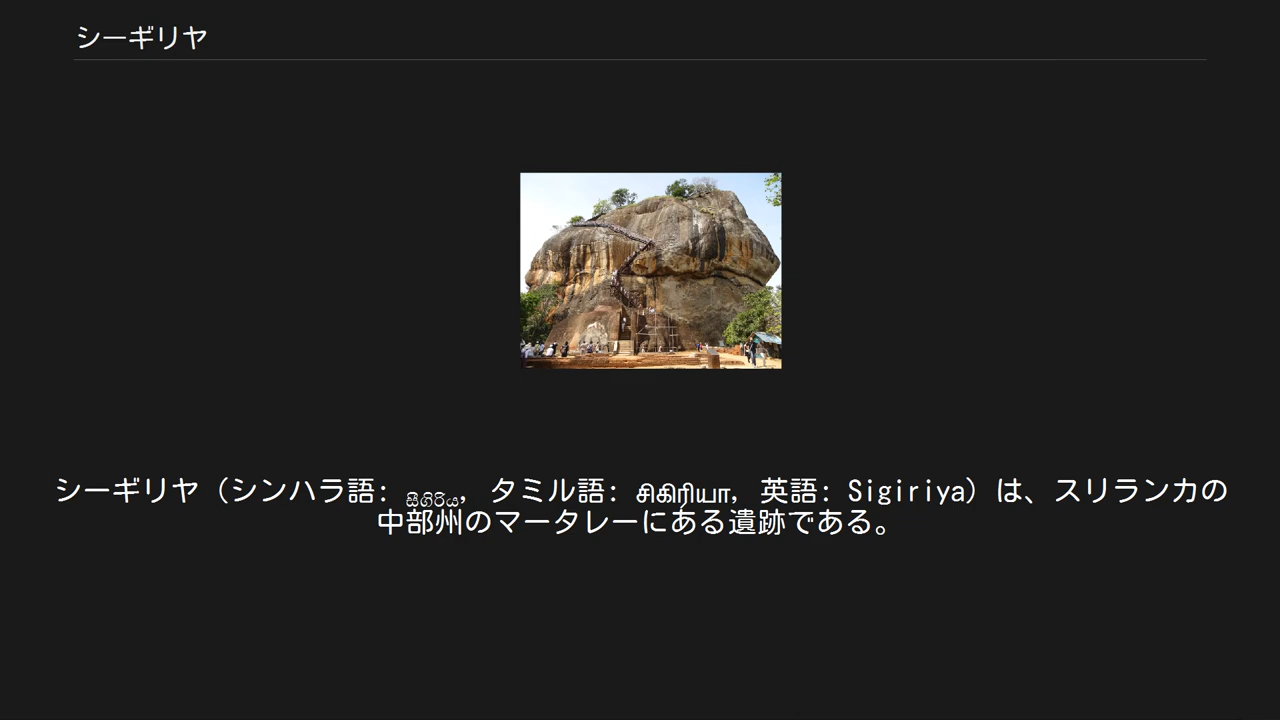 シーギリヤ
シーギリヤ（シンハラ語: සීගිරිය, タミル語: சிகிரியா, 英語: Sigiriya）は、スリランカの
中部州のマータレーにある遺跡である。